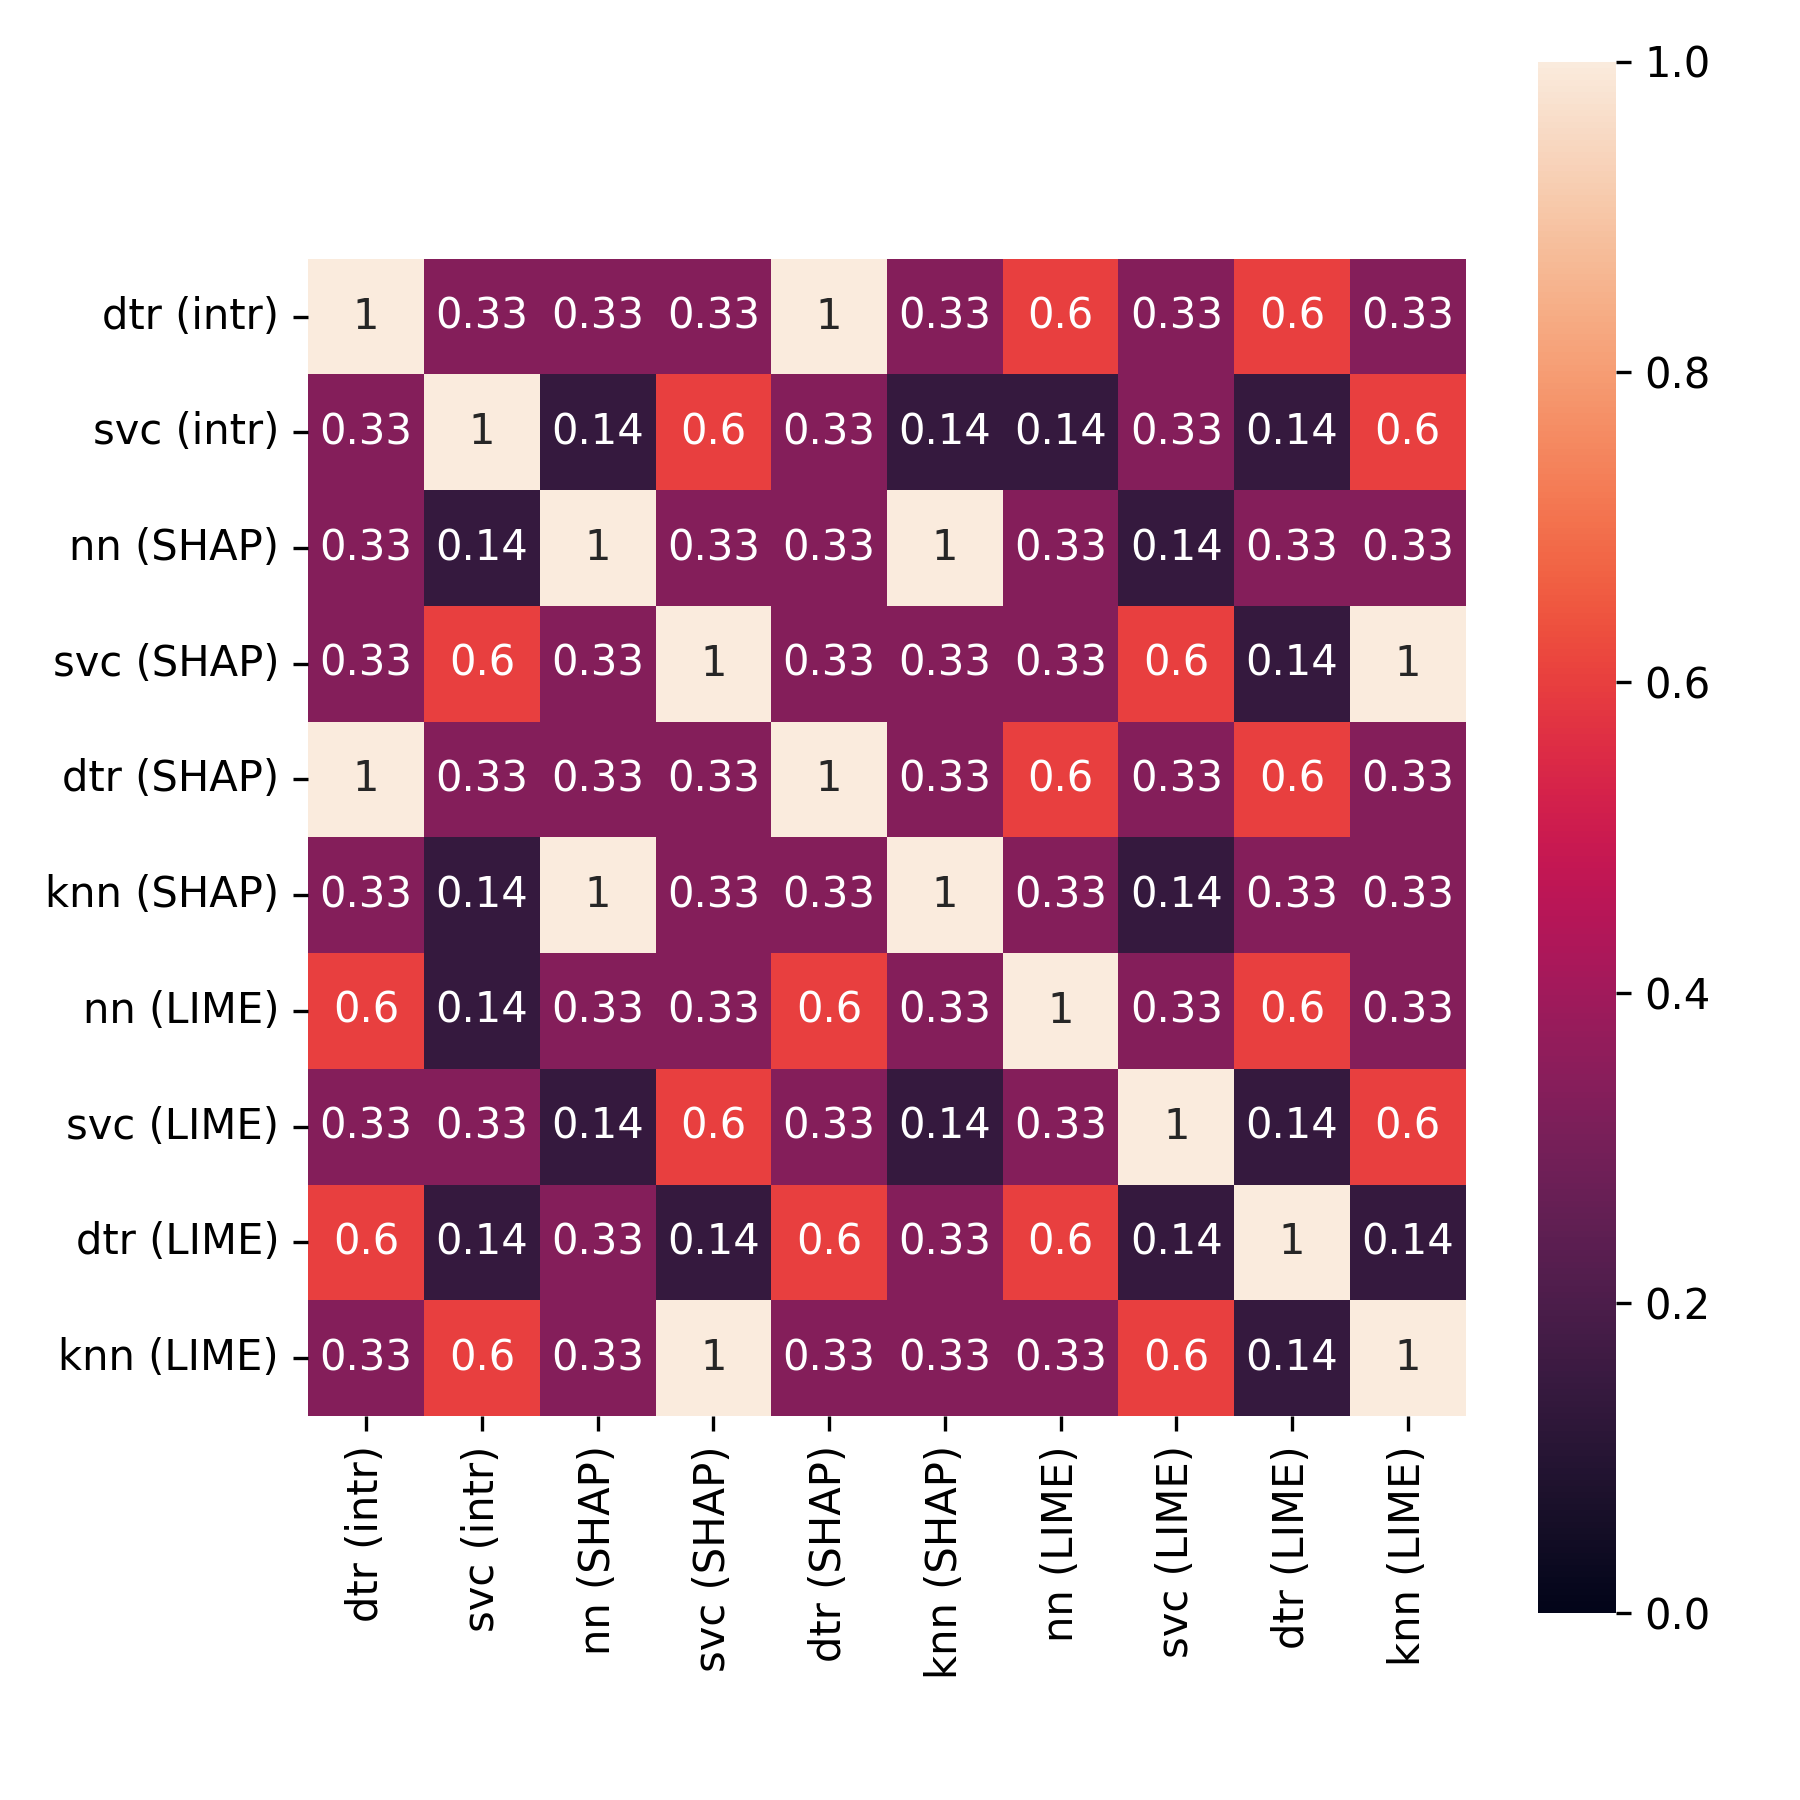 1.0
0.8
0.6
0.4
0.2
0.0
dtr (intr) 1 0.33 0.33 0.33 1 0.33 0.6 0.33 0.6 0.33
svc (intr) 0.33 1 0.14 0.6 0.33 0.14 0.14 0.33 0.14 0.6
nn (SHAP) 0.33 0.14 1 0.33 0.33 1 0.33 0.14 0.33 0.33
svc (SHAP) 0.33 0.6 0.33 1 0.33 0.33 0.33 0.6 0.14 1
dtr (SHAP) 1 0.33 0.33 0.33 1 0.33 0.6 0.33 0.6 0.33
knn (SHAP) 0.33 0.14 1 0.33 0.33 1 0.33 0.14 0.33 0.33
nn (LIME) 0.6 0.14 0.33 0.33 0.6 0.33 1 0.33 0.6 0.33
svc (LIME) 0.33 0.33 0.14 0.6 0.33 0.14 0.33 1 0.14 0.6
dtr (LIME) 0.6 0.14 0.33 0.14 0.6 0.33 0.6 0.14 1 0.14
knn (LIME) 0.33 0.6 0.33 1 0.33 0.33 0.33 0.6 0.14 1
dtr (intr)
svc (intr)
nn (SHAP)
svc (SHAP)
dtr (SHAP)
knn (SHAP)
nn (LIME)
svc (LIME)
dtr (LIME)
knn (LIME)